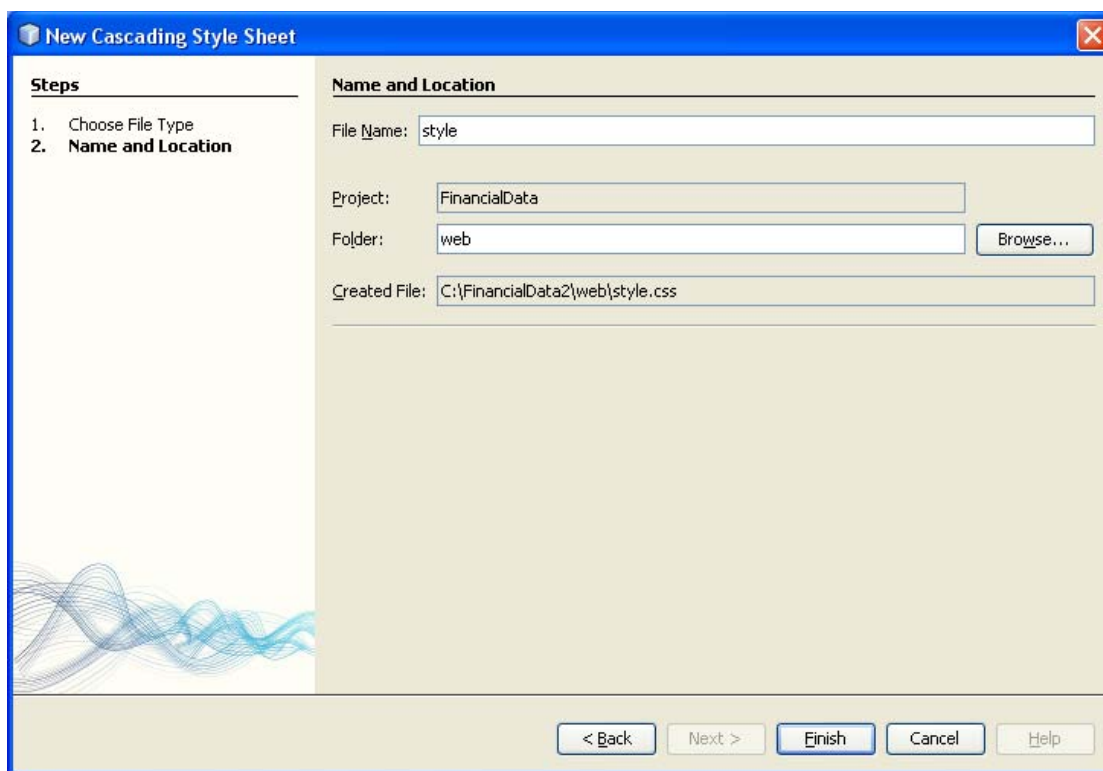 New Cascading Style Sheet
Steps
1. Choose File Type
2. Name and Location
Name and Location
File Name: style
Project: FinancialData
Folder: web Browse...
Created File: C:\FinancialData2\web\style.css
< Back Next > Finish Cancel Help